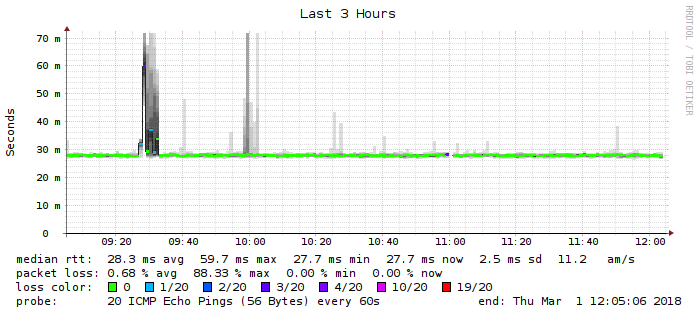 Last 3 Hours
RRDTOOL / TOBI OETIKER
Seconds
70 m
60 m
50 m
40 m
30 m
20 m
10 m
0
09:20 09:40 10:00 10:20 10:40 11:00 11:20 11:40 12:00
median rtt: 28.3 ms avg 59.7 ms max 27.7 ms min 27.7 ms now 2.5 ms sd 11.2 am/s
packet loss: 0.68 % avg 88.33 % max 0.00 % min 0.00 % now
loss color: 0 1/20 2/20 3/20 4/20 10/20 19/20
probe: 20 ICMP Echo Pings (56 Bytes) every 60s end: Thu Mar 1 12:05:06 2018